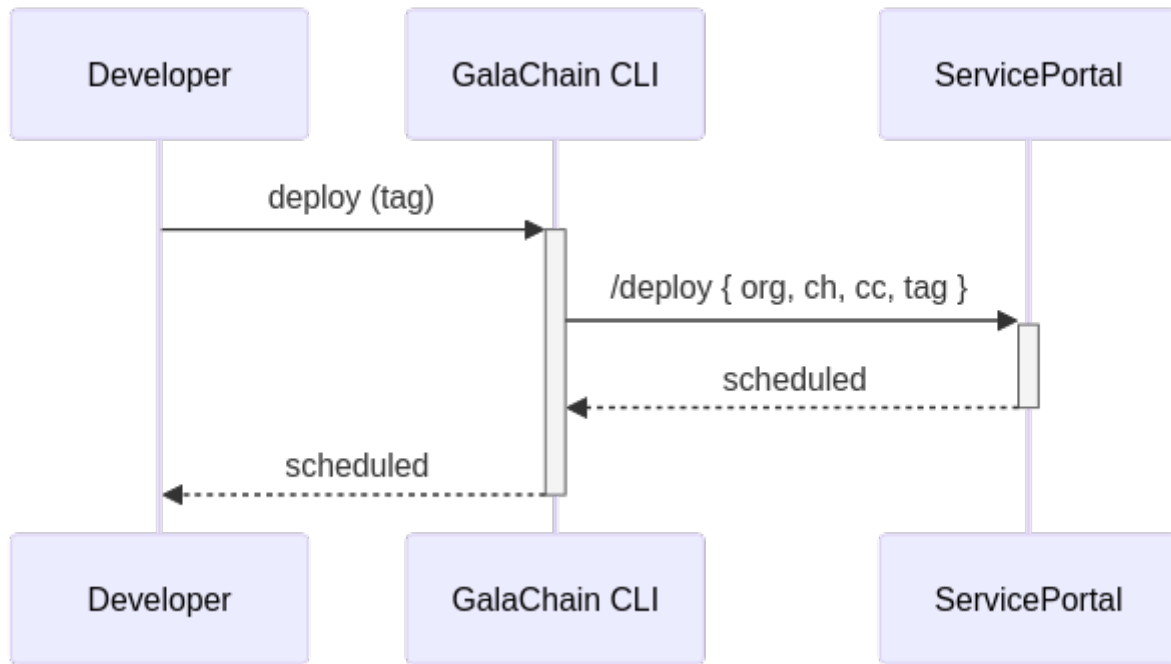 Developer
GalaChain CLI
ServicePortal
deploy (tag)
/deploy { org, ch, cc, tag }
scheduled
scheduled
Developer
GalaChain CLI
ServicePortal